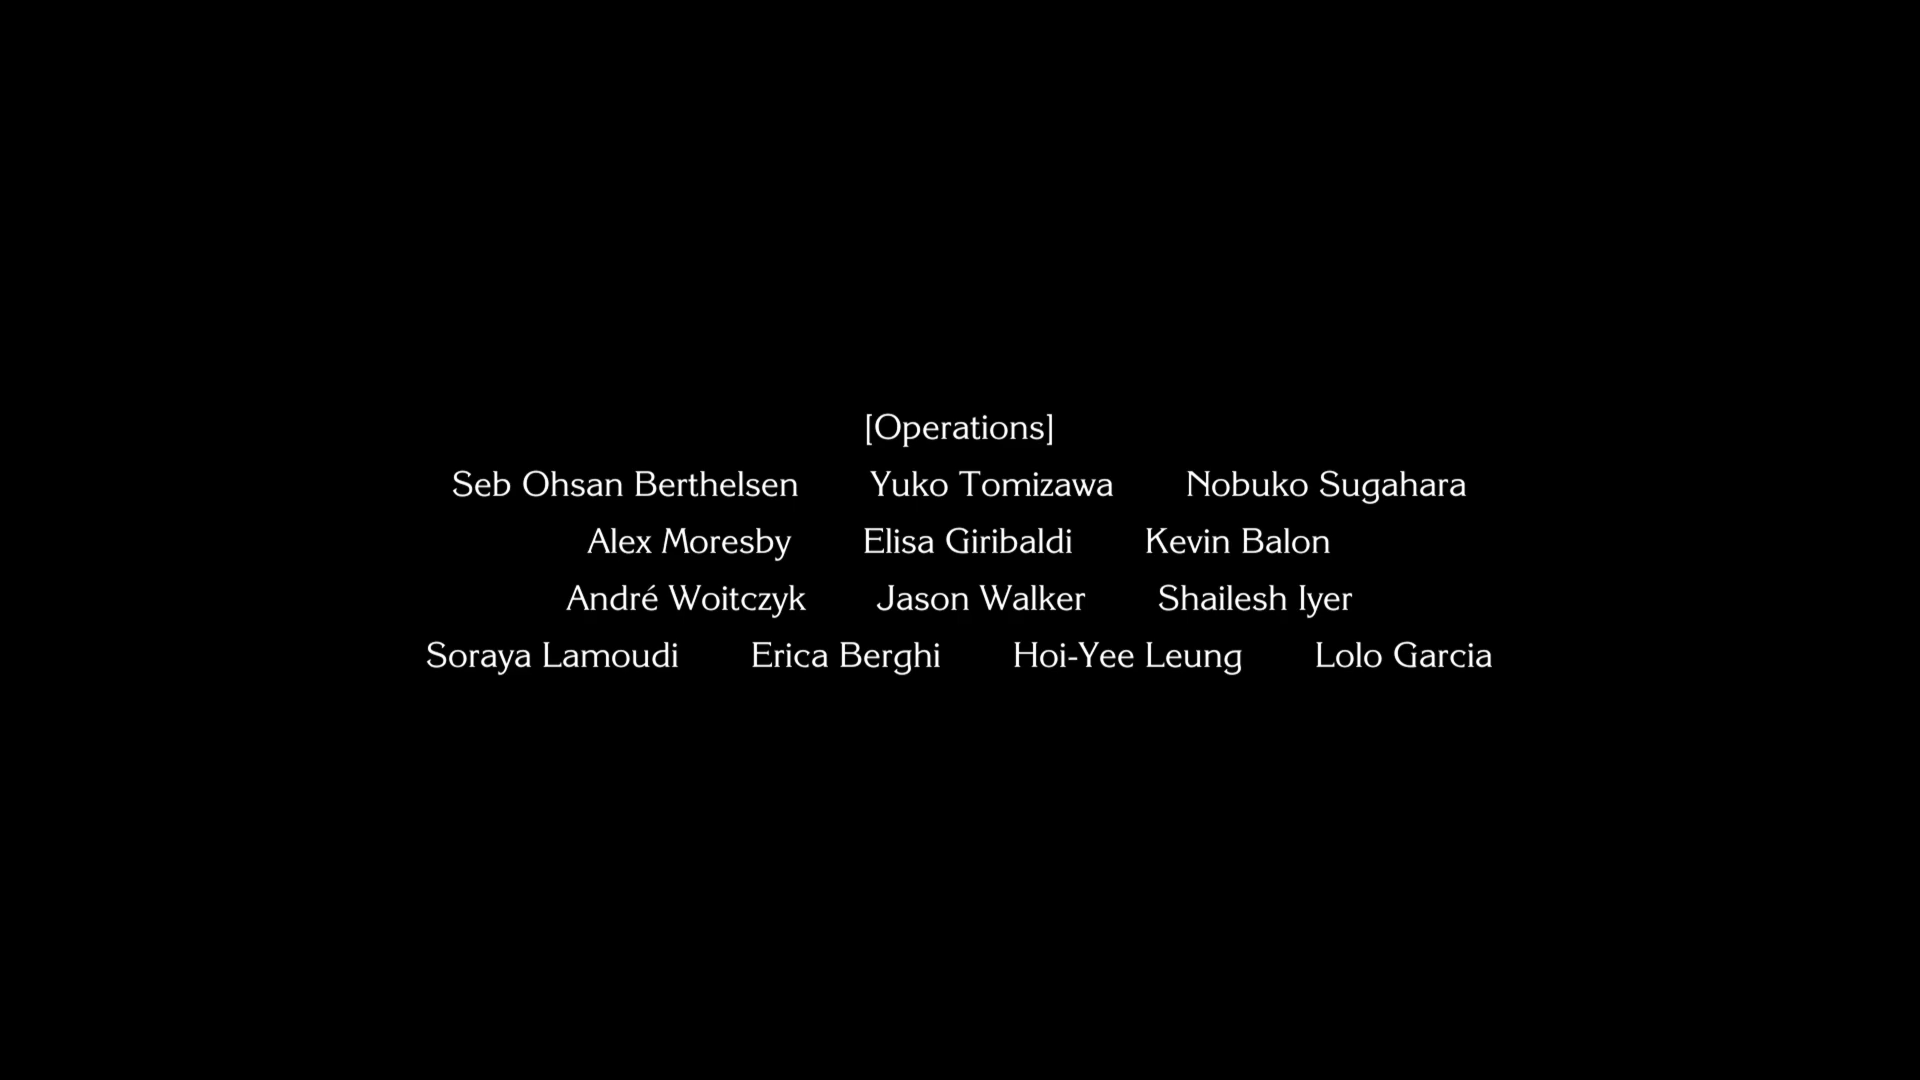 [Operations]
Seb Ohsan Berthelsen Yuko Tomizawa Nobuko Sugahara
Alex Moresby Elisa Giribaldi Kevin Balon
André Woitczyk Jason Walker Shailesh Iyer
Soraya Lamoudi Erica Berghi Hoi-Yee Leung Lolo Garcia